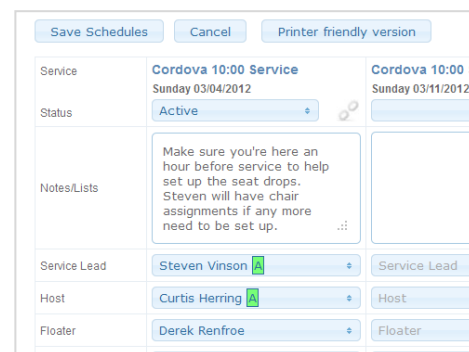 Save Schedules Cancel Printer friendly version
Service Cordova 10:00 Service Cordova 10:00
Sunday 03/04/2012 Sunday 03/11/2012
Status Active
Notes/Lists
Make sure you're here an
hour before service to help
set up the seat drops.
Steven will have chair
assignments if any more
need to be set up.
Service Lead Steven Vinson A Service Lead
Host Curtis Herring A Host
Floater Derek Renfroe Floater